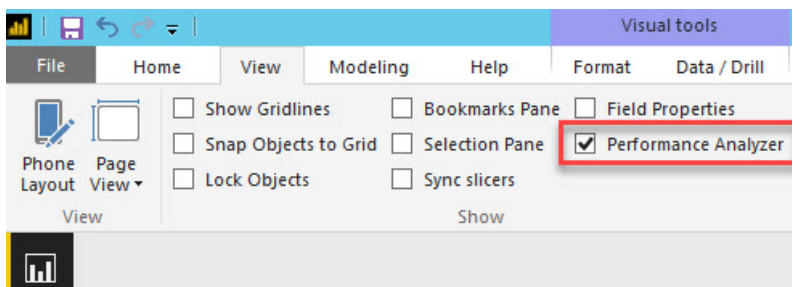 Visual tools
File Home View Modeling Help Format Data / Drill
Show Gridlines Bookmarks Pane Field Properties
Snap Objects to Grid Selection Pane Performance Analyzer
Phone Layout Page View Lock Objects Sync slicers
View Show